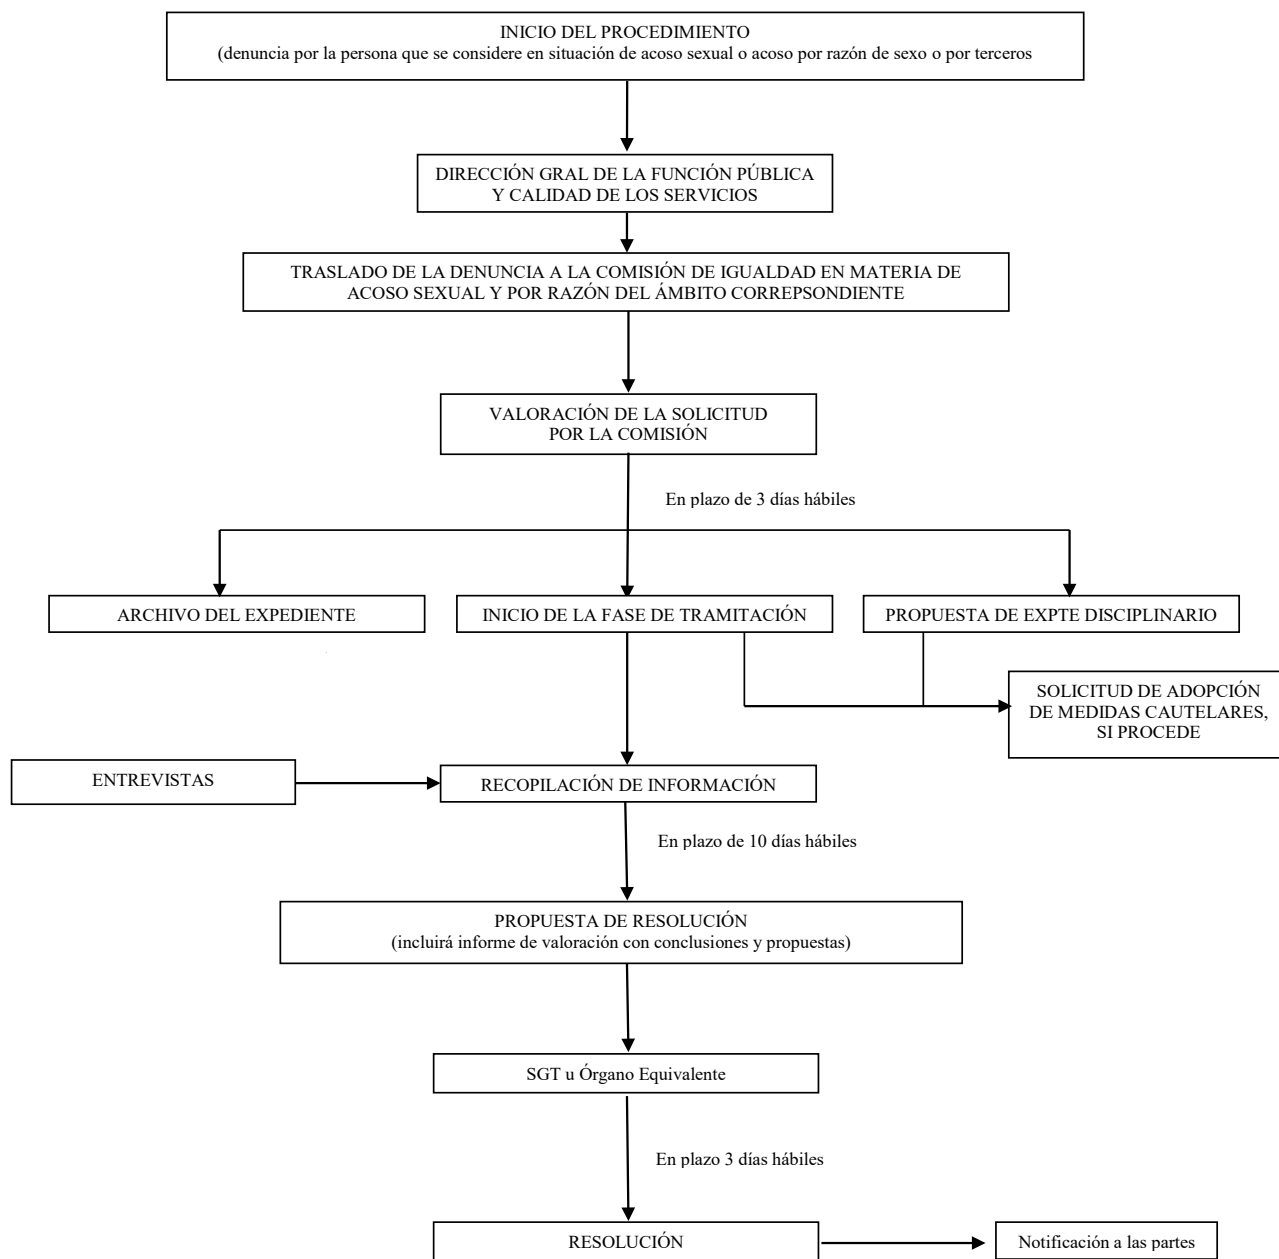 INICIO DEL PROCEDIMIENTO
(denuncia por la persona que se considere en situación de acoso sexual o acoso por razón de sexo o por terceros
DIRECCIÓN GRAL DE LA FUNCIÓN PÚBLICA
Y CALIDAD DE LOS SERVICIOS
TRASLADO DE LA DENUNCIA A LA COMISIÓN DE IGUALDAD EN MATERIA DE
ACOSO SEXUAL Y POR RAZÓN DEL ÁMBITO CORREPSONDIENTE
VALORACIÓN DE LA SOLICITUD
POR LA COMISIÓN
En plazo de 3 días hábiles
ARCHIVO DEL EXPEDIENTE
INICIO DE LA FASE DE TRAMITACIÓN
PROPUESTA DE EXPTE DISCIPLINARIO
SOLICITUD DE ADOPCIÓN
DE MEDIDAS CAUTELARES,
SI PROCEDE
ENTREVISTAS
RECOPILACIÓN DE INFORMACIÓN
En plazo de 10 días hábiles
PROPUESTA DE RESOLUCIÓN
(incluirá informe de valoración con conclusiones y propuestas)
SGT u Órgano Equivalente
En plazo 3 días hábiles
RESOLUCIÓN
Notificación a las partes